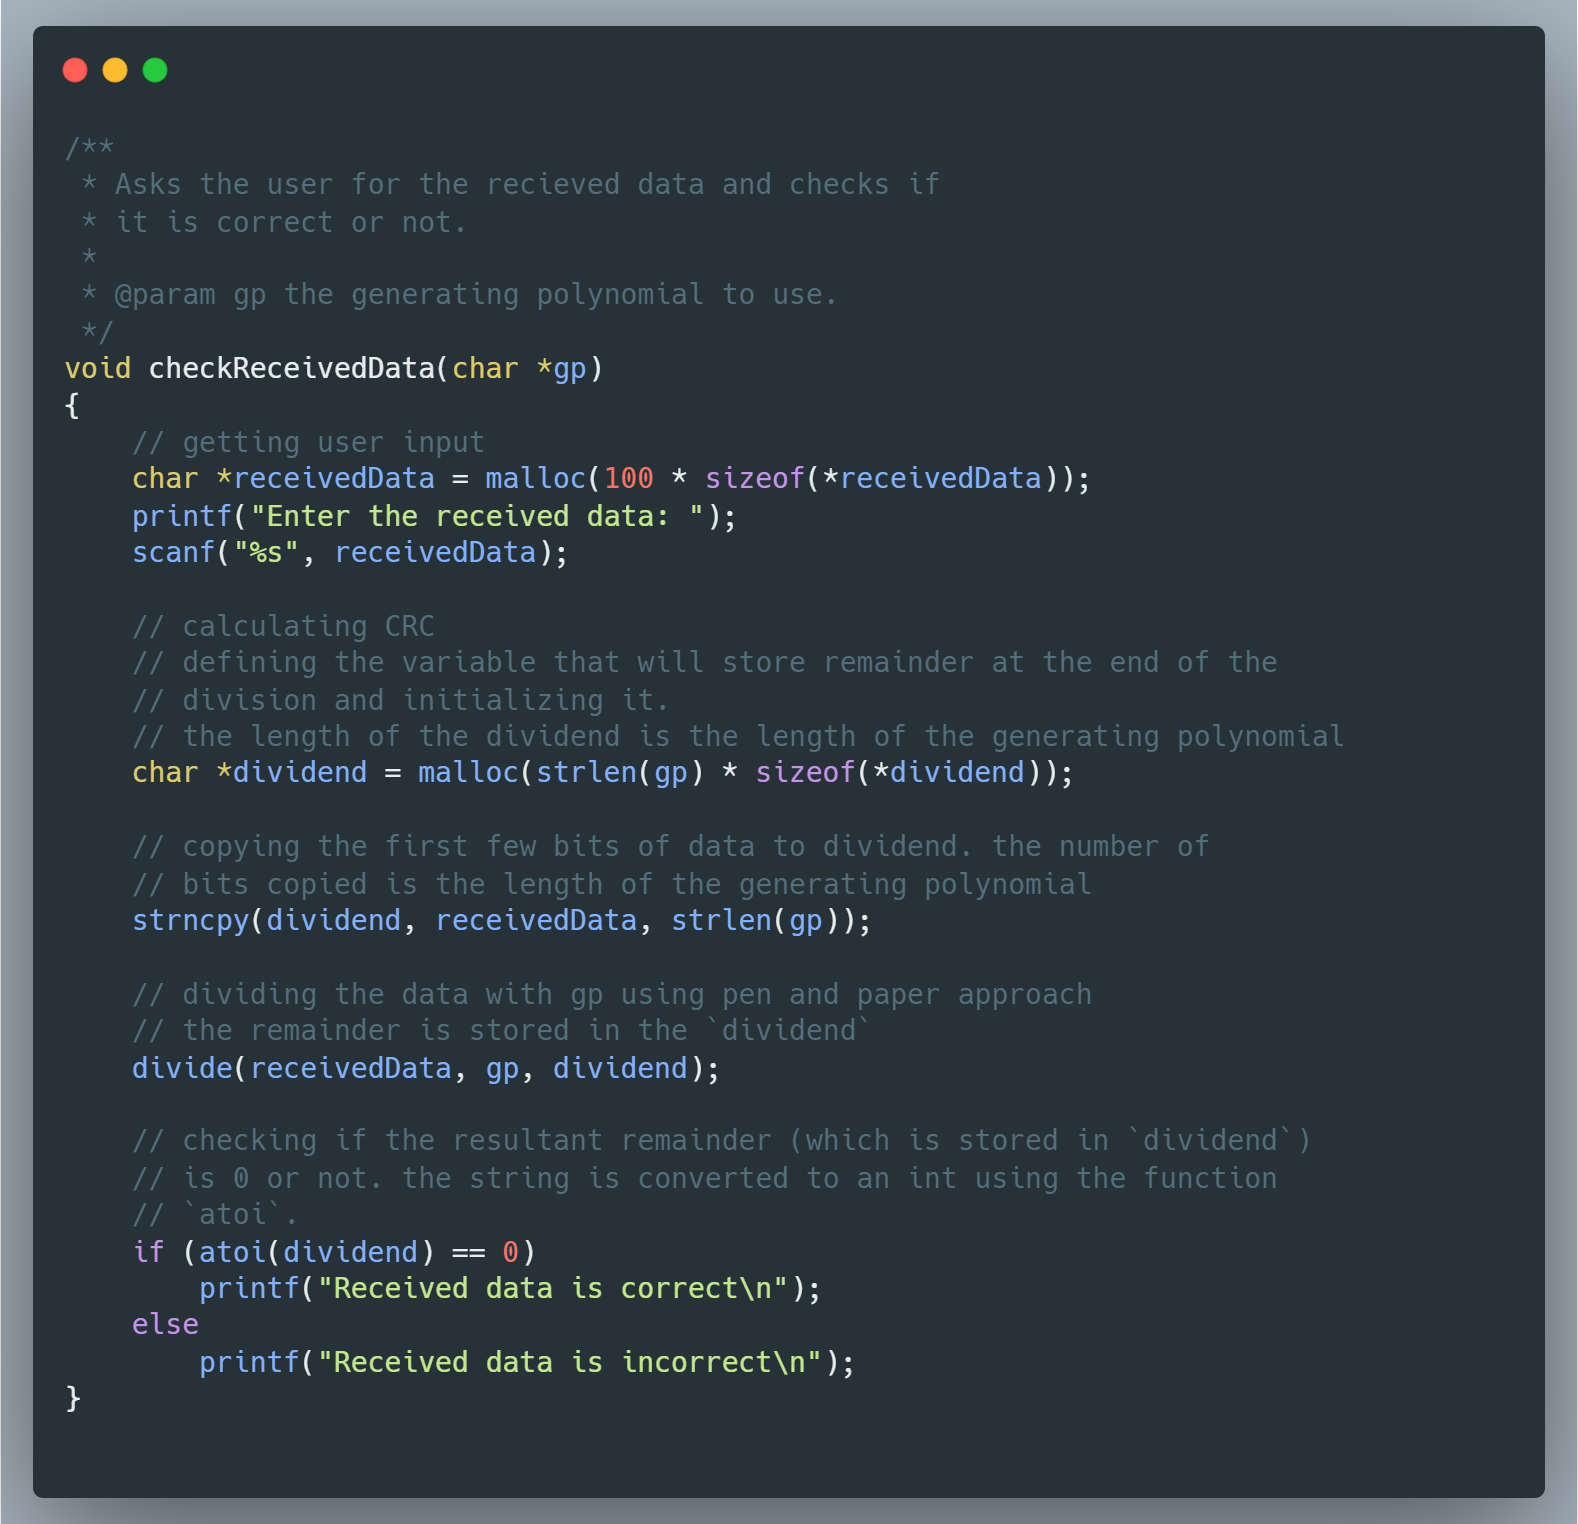 /**
 * Asks the user for the recieved data and checks if
 * it is correct or not.
 *
 * @param gp the generating polynomial to use.
 */
void checkReceivedData(char *gp)
{
    // getting user input
    char *receivedData = malloc(100 * sizeof(*receivedData));
    printf("Enter the received data: ");
    scanf("%s", receivedData);

    // calculating CRC
    // defining the variable that will store remainder at the end of the
    // division and initializing it.
    // the length of the dividend is the length of the generating polynomial
    char *dividend = malloc(strlen(gp) * sizeof(*dividend));

    // copying the first few bits of data to dividend. the number of
    // bits copied is the length of the generating polynomial
    strncpy(dividend, receivedData, strlen(gp));

    // dividing the data with gp using pen and paper approach
    // the remainder is stored in the `dividend`
    divide(receivedData, gp, dividend);

    // checking if the resultant remainder (which is stored in `dividend`)
    // is 0 or not. the string is converted to an int using the function
    // `atoi`.
    if (atoi(dividend) == 0)
        printf("Received data is correct\n");
    else
        printf("Received data is incorrect\n");
}